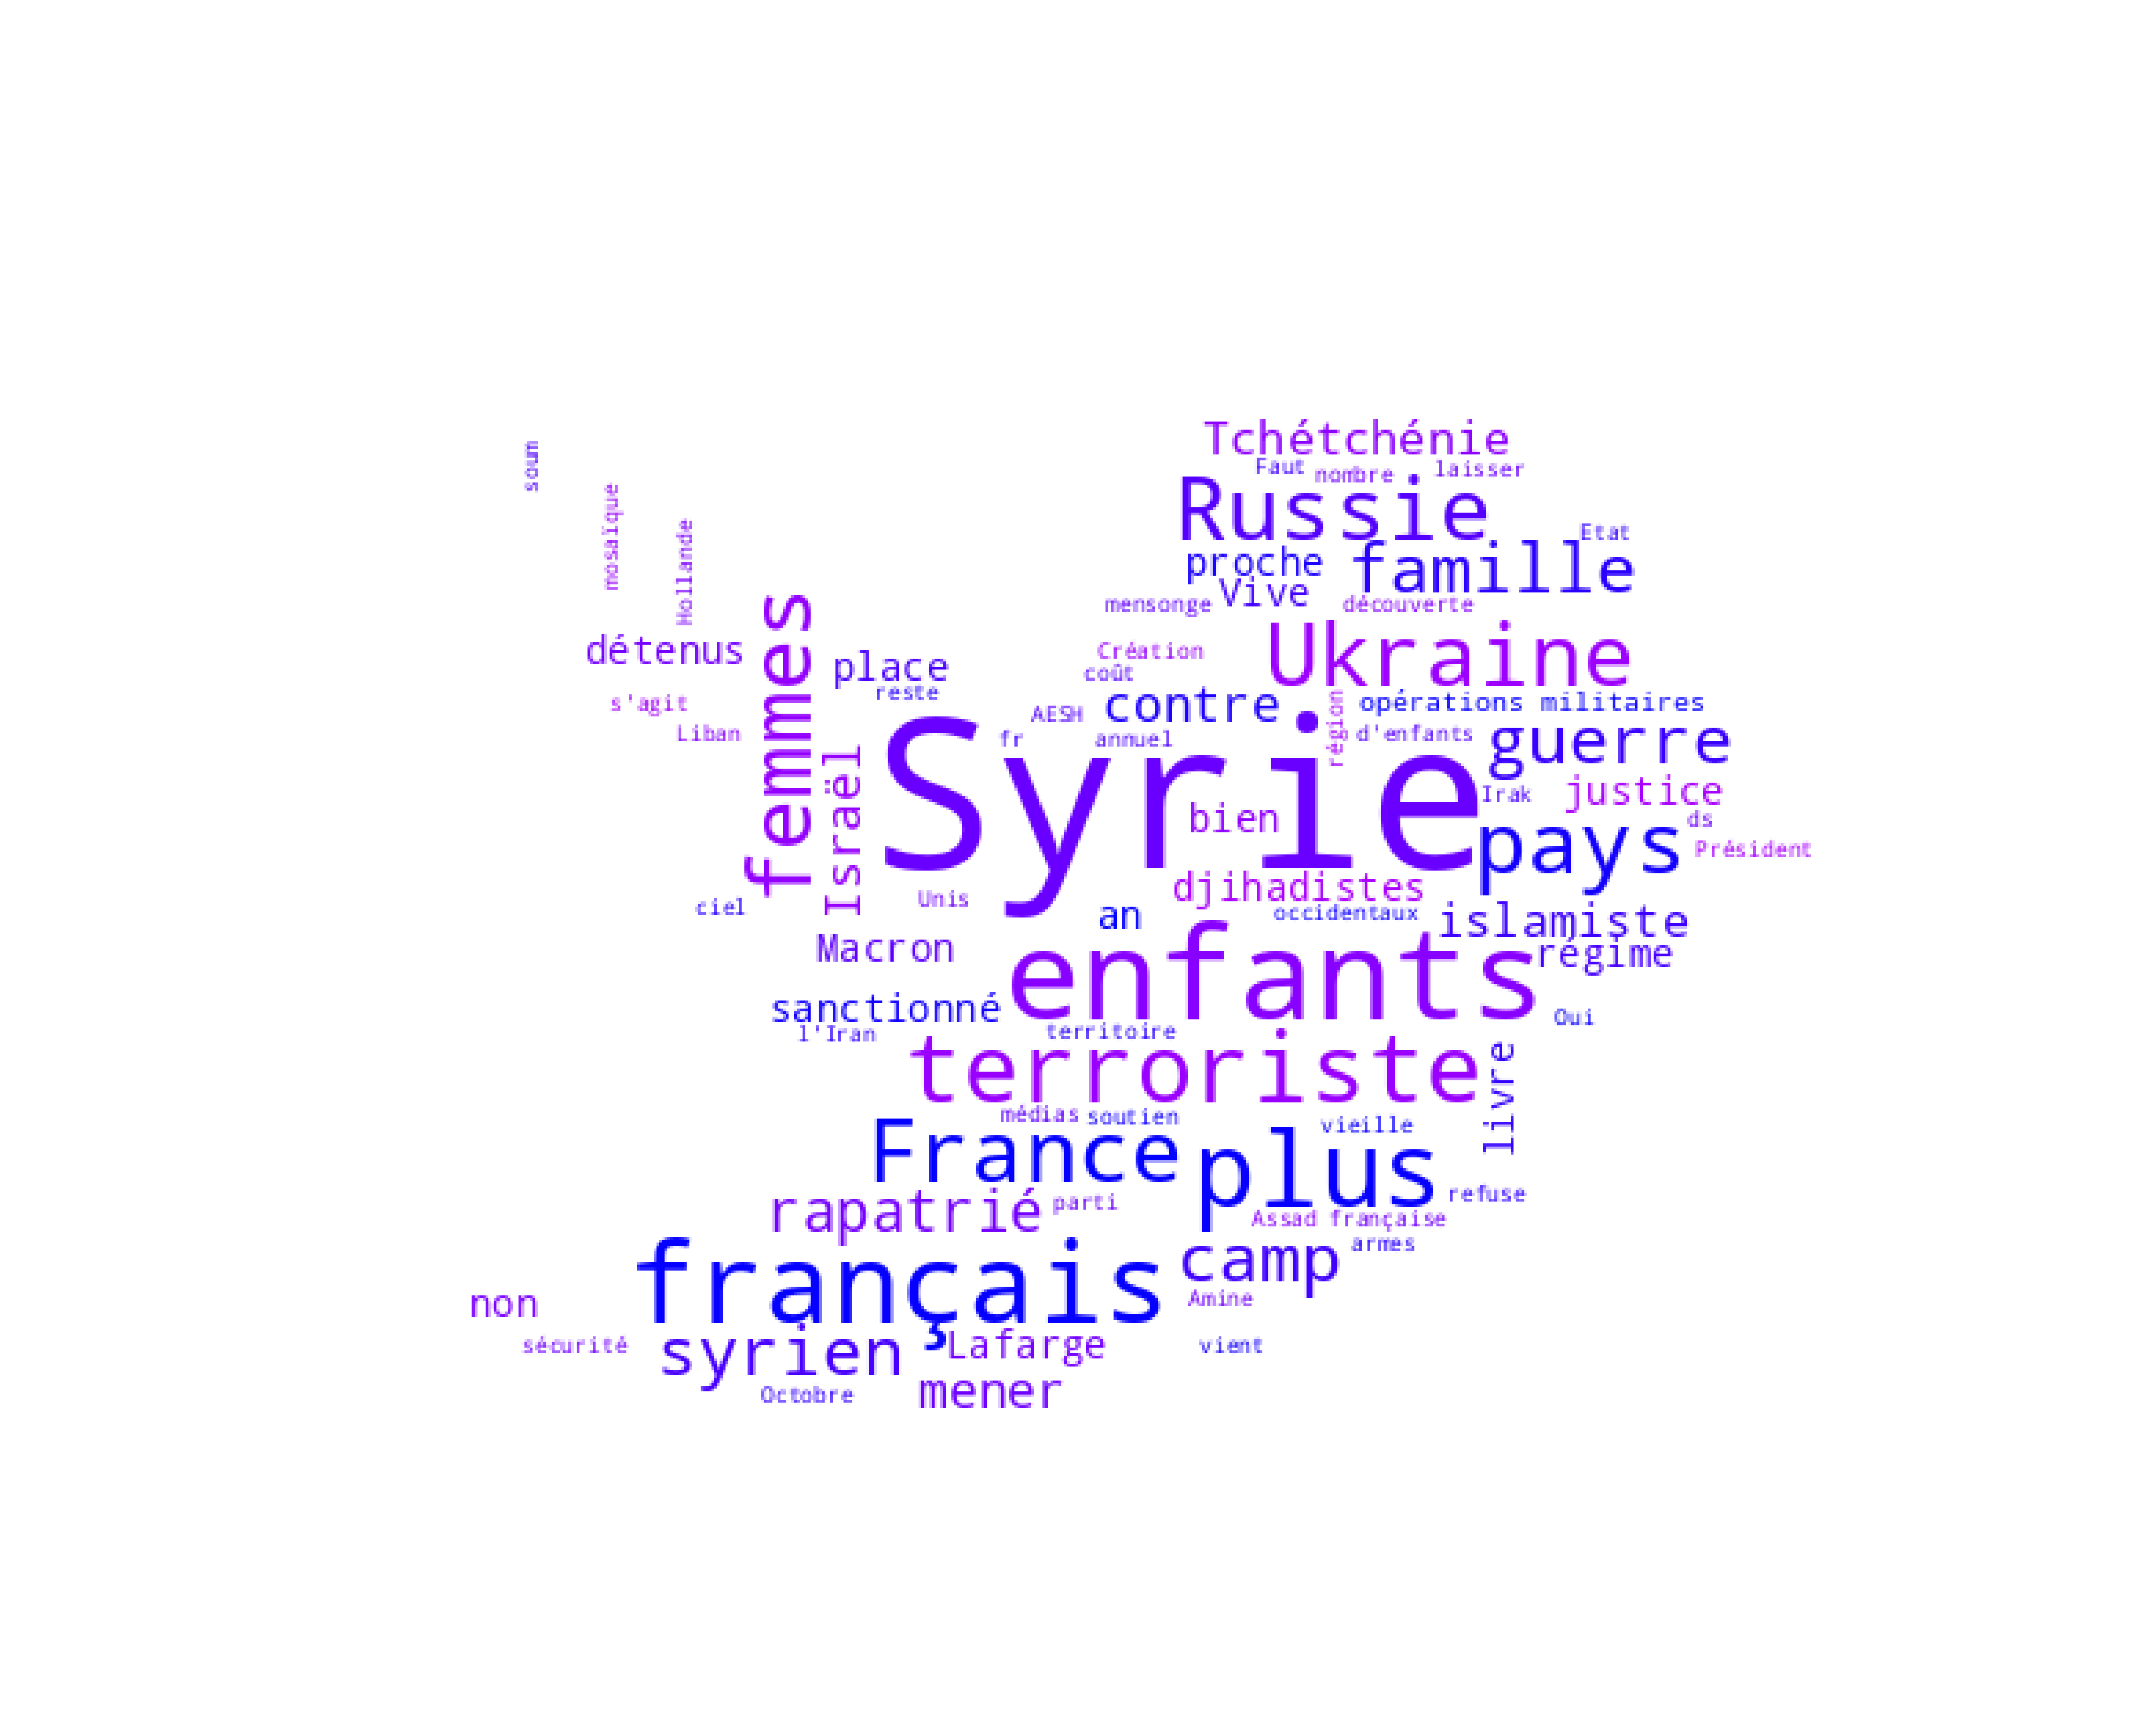 Tchétchénie
soum
Faut nombre laisser
mosaïque
Russie
Hollande
Etat
proche famille
Vive
mensonge découverte
femmes
détenus
place
Création
Ukraine
coût
reste
s'agit
contre
région
opérations militaires
AESH
Liban
fr
annuel
d'enfants
guerre
Israël
Syrie
Irak
justice
bien
ds
pays
Président
djihadistes
Unis
ciel
an
occidentaux
islamiste
Macron
régime
enfants
sanctionné
Oui
l'Iran
territoire
terroriste
livre
médias soutien
vieille
France
plus
refuse
rapatrié
parti
Assad française
armes
camp
français
Amine
non
sécurité
syrien
Lafarge
vient
Octobre
mener